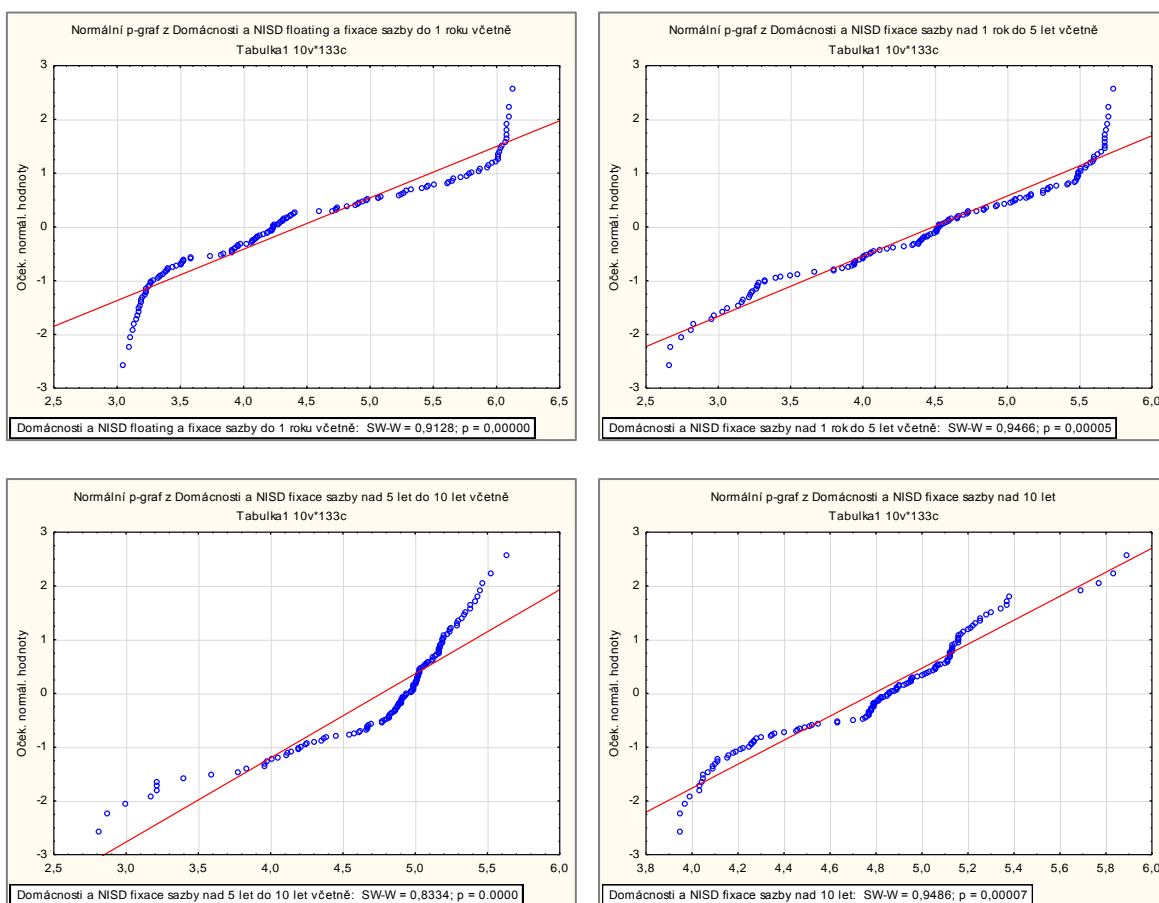 Normální p-graf z Domácnosti a NISD floating a fixace sazby do 1 roku včetně
Tabulka1 10v*133c
3
2
1
0
-1
-2
-3
Oček. normál. hodnoty
2,5 3,0 3,5 4,0 4,5 5,0 5,5 6,0 6,5
Domácnosti a NISD floating a fixace sazby do 1 roku včetně: SW-W = 0,9128; p = 0,00000
Normální p-graf z Domácnosti a NISD fixace sazby nad 1 rok do 5 let včetně
Tabulka1 10v*133c
3
2
1
0
-1
-2
-3
Oček. normál. hodnoty
2,5 3,0 3,5 4,0 4,5 5,0 5,5 6,0
Domácnosti a NISD fixace sazby nad 1 rok do 5 let včetně: SW-W = 0,9466; p = 0,00005
Normální p-graf z Domácnosti a NISD fixace sazby nad 5 let do 10 let včetně
Tabulka1 10v*133c
3
2
1
0
-1
-2
-3
Oček. normál. hodnoty
2,5 3,0 3,5 4,0 4,5 5,0 5,5 6,0
Domácnosti a NISD fixace sazby nad 5 let do 10 let včetně: SW-W = 0,8334; p = 0.0000
Normální p-graf z Domácnosti a NISD fixace sazby nad 10 let
Tabulka1 10v*133c
3
2
1
0
-1
-2
-3
Oček. normál. hodnoty
3,8 4,0 4,2 4,4 4,6 4,8 5,0 5,2 5,4 5,6 5,8 6,0
Domácnosti a NISD fixace sazby nad 10 let: SW-W = 0,9486; p = 0,00007